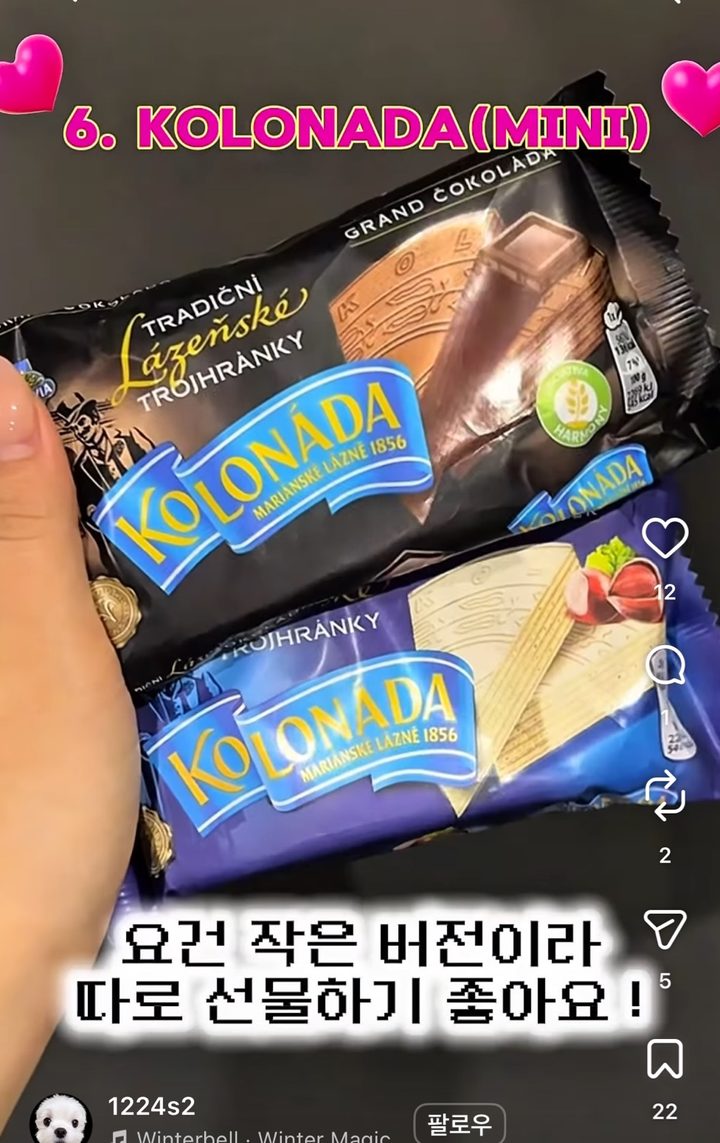 6. KOLONADA(MINI)
GRAND ČOKOLÁDA
TRADIČNÍ
Lázeňské
TROJHRÁNKY
KOLONÁDA
MARIÁNSKÉ LÁZNĚ 1856
HARMONY
KOLONÁDA
TROJHRÁNKY
KOLONÁDA
MARIÁNSKÉ LÁZNĚ 1856
12
1
2
5
22
요건 작은 버전이라
따로 선물하기 좋아요 !
1224s2
팔로우
Winterbell · Winter Magic